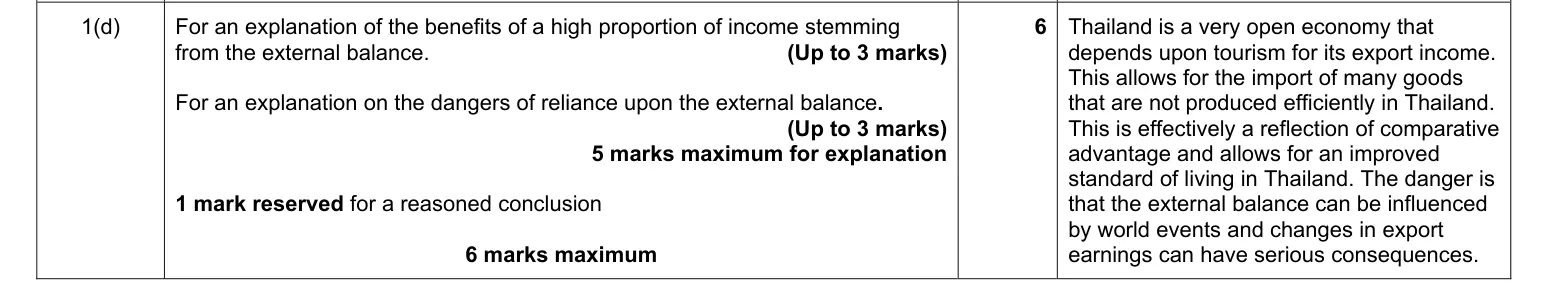 1(d)
For an explanation of the benefits of a high proportion of income stemming
from the external balance. (Up to 3 marks)
For an explanation on the dangers of reliance upon the external balance.
(Up to 3 marks)
5 marks maximum for explanation
1 mark reserved for a reasoned conclusion
6 marks maximum
6
Thailand is a very open economy that
depends upon tourism for its export income.
This allows for the import of many goods
that are not produced efficiently in Thailand.
This is effectively a reflection of comparative
advantage and allows for an improved
standard of living in Thailand. The danger is
that the external balance can be influenced
by world events and changes in export
earnings can have serious consequences.